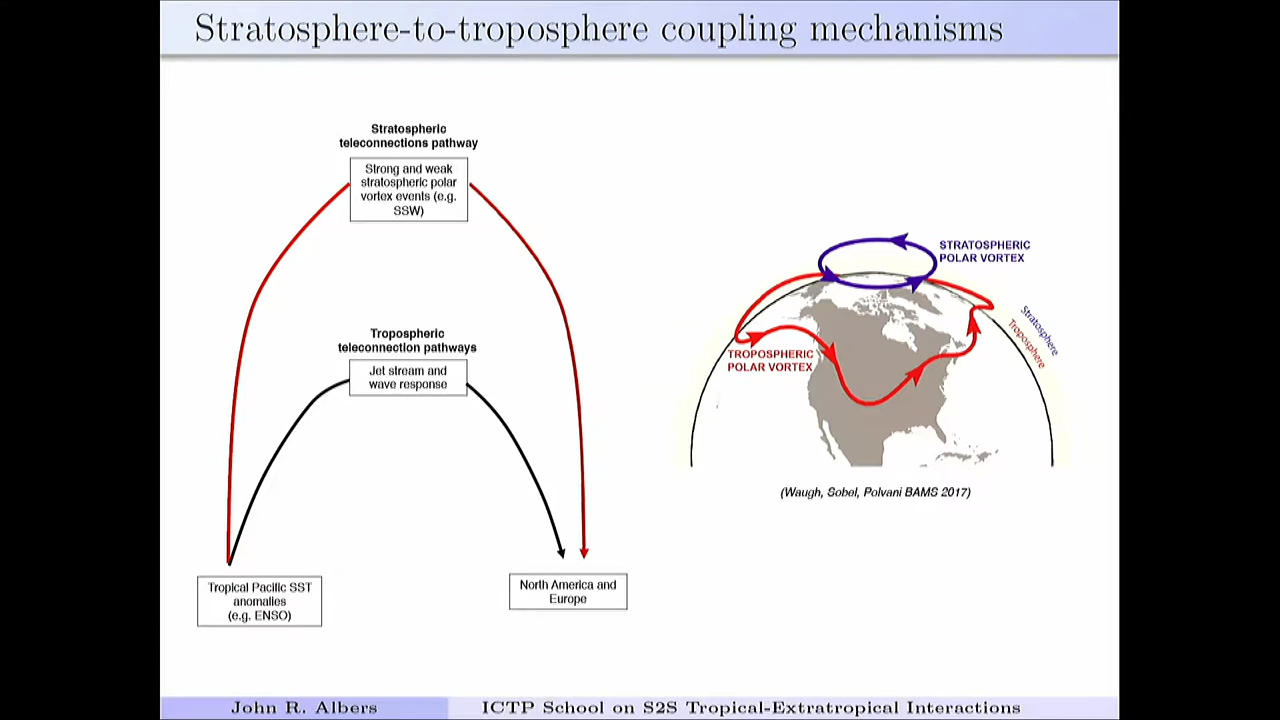 Stratosphere-to-troposphere coupling mechanisms
Stratospheric
teleconnections pathway
Strong and weak
stratospheric polar
vortex events (e.g.
SSW)
Tropospheric
teleconnection pathways
Jet stream and
wave response
Tropical Pacific SST
anomalies
(e.g. ENSO)
North America and
Europe
STRATOSPHERIC
POLAR VORTEX
TROPOSPHERIC
POLAR VORTEX
Stratosphere
Troposphere
(Waugh, Sobel, Polvani BAMS 2017)
John R. Albers
ICTP School on S2S Tropical-Extratropical Interactions